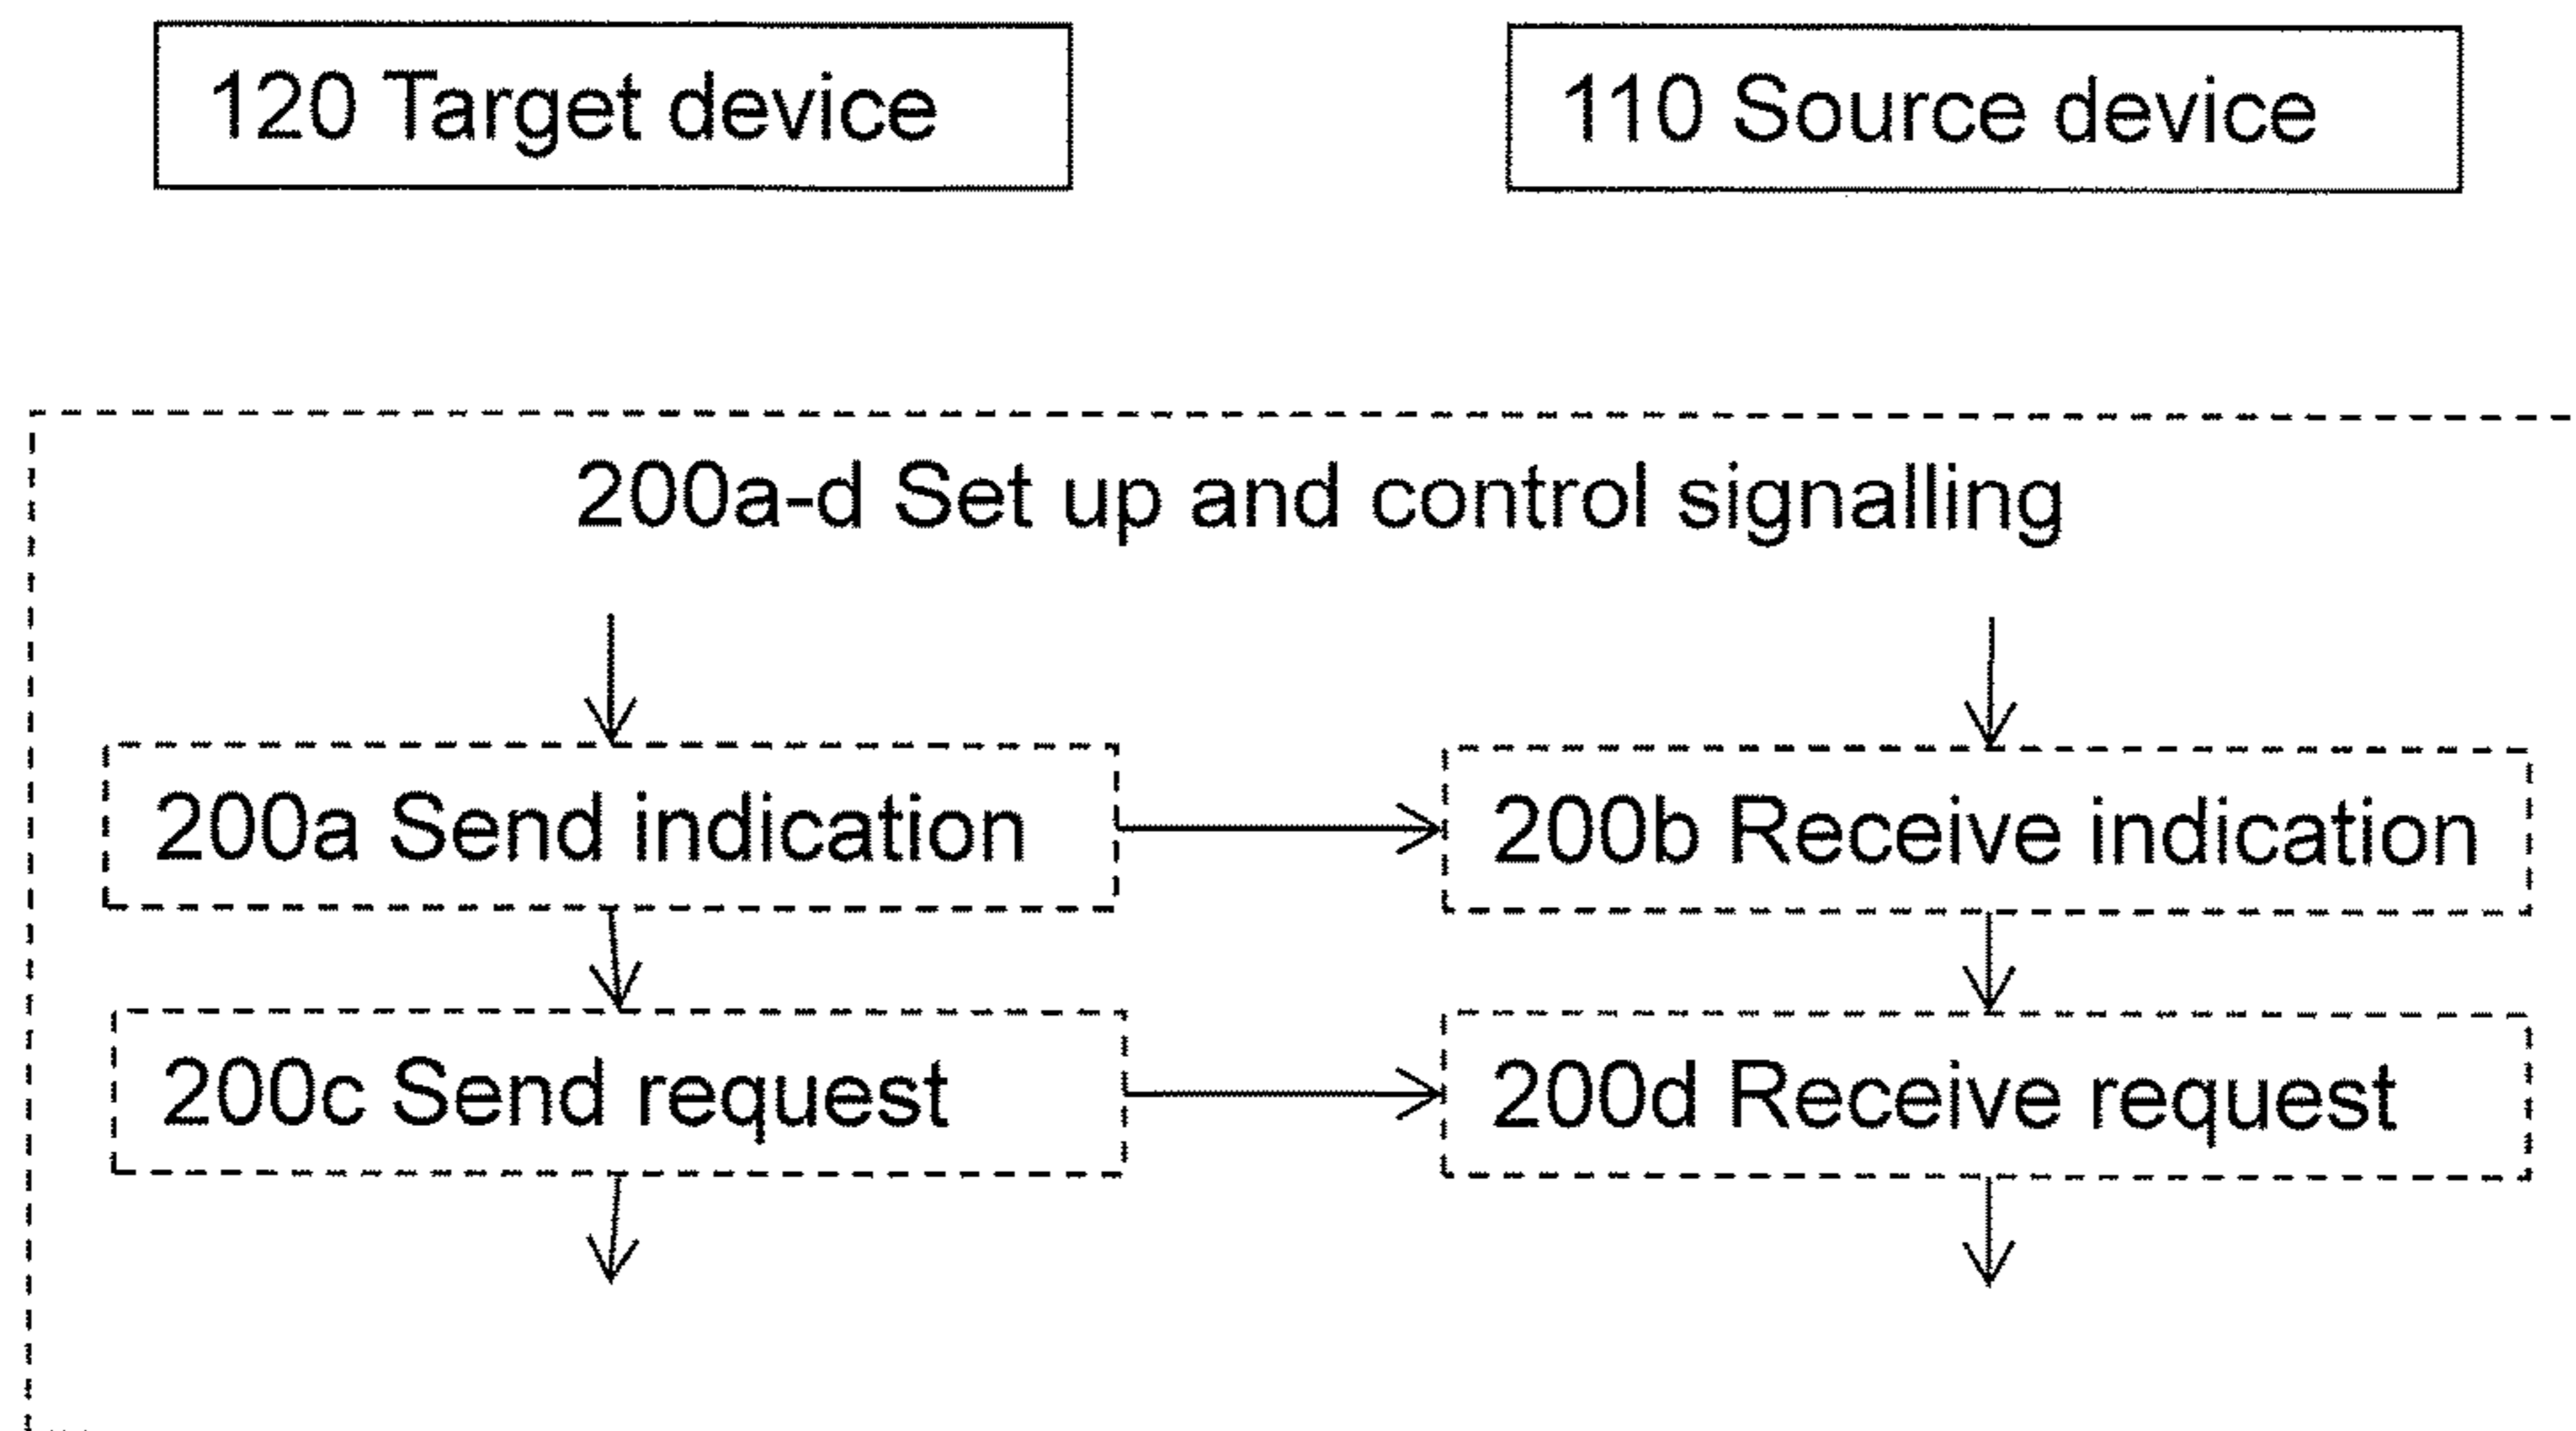 120 Target device
110 Source device
200a-d Set up and control signalling
200a Send indication
200b Receive indication
200c Send request
200d Receive request